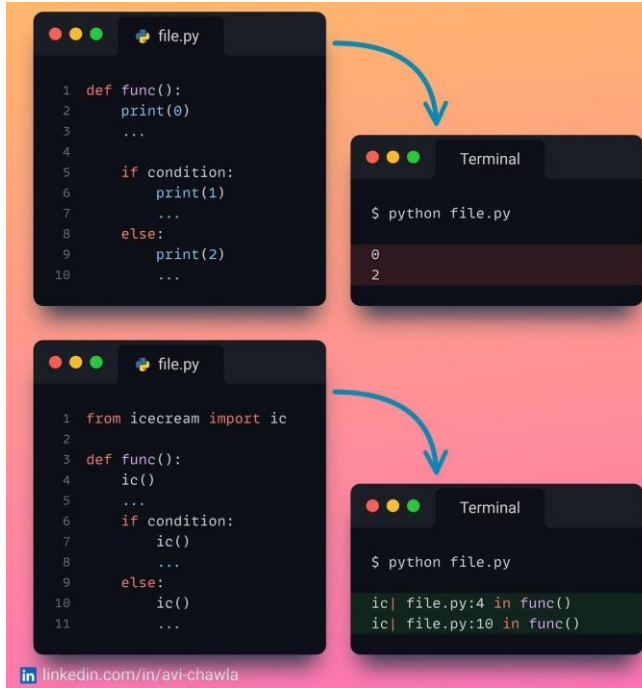 file.py
1 def func():
2 print(0)
3 ...
4
5 if condition:
6 print(1)
7 ...
8 else:
9 print(2)
10 ...
Terminal
$ python file.py
0
2
file.py
1 from icecream import ic
2
3 def func():
4 ic()
5 ...
6 if condition:
7 ic()
8 ...
9 else:
10 ic()
11 ...
Terminal
$ python file.py
ic| file.py:4 in func()
ic| file.py:10 in func()
in linkedin.com/in/avi-chawla